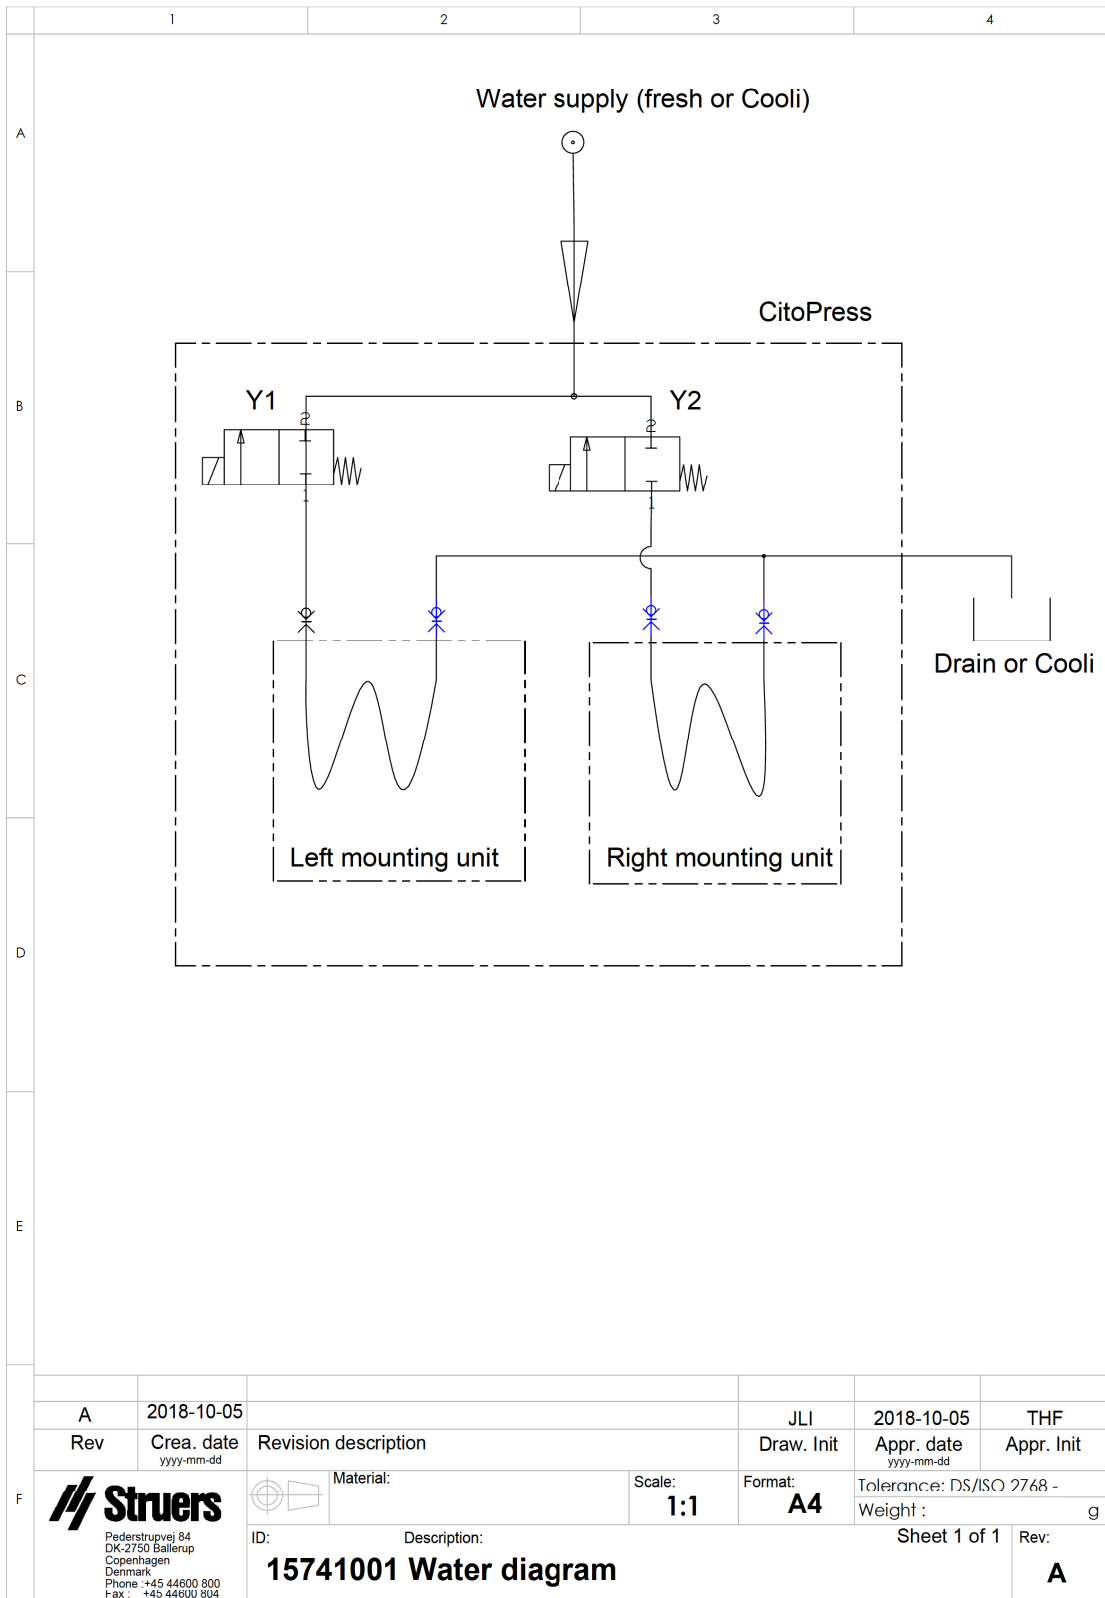 1 2 3 4
A
Water supply (fresh or Cooli)
CitoPress
B
Y1
Y2
2
2
1
1
C
Drain or Cooli
Left mounting unit
Right mounting unit
D
E
A 2018-10-05 JLI 2018-10-05 THF
Rev Crea. date Revision description Draw. Init Appr. date Appr. Init
yyyy-mm-dd yyyy-mm-dd
F
Struers
Material:
Scale:
1:1
Format:
A4
Tolerance: DS/ISO 2768 -
Weight : g
Pederstrupvej 84
DK-2750 Ballerup
Copenhagen
Denmark
Phone :+45 44600 800
Fax : +45 44600 804
ID: Description:
15741001 Water diagram
Sheet 1 of 1
Rev:
A